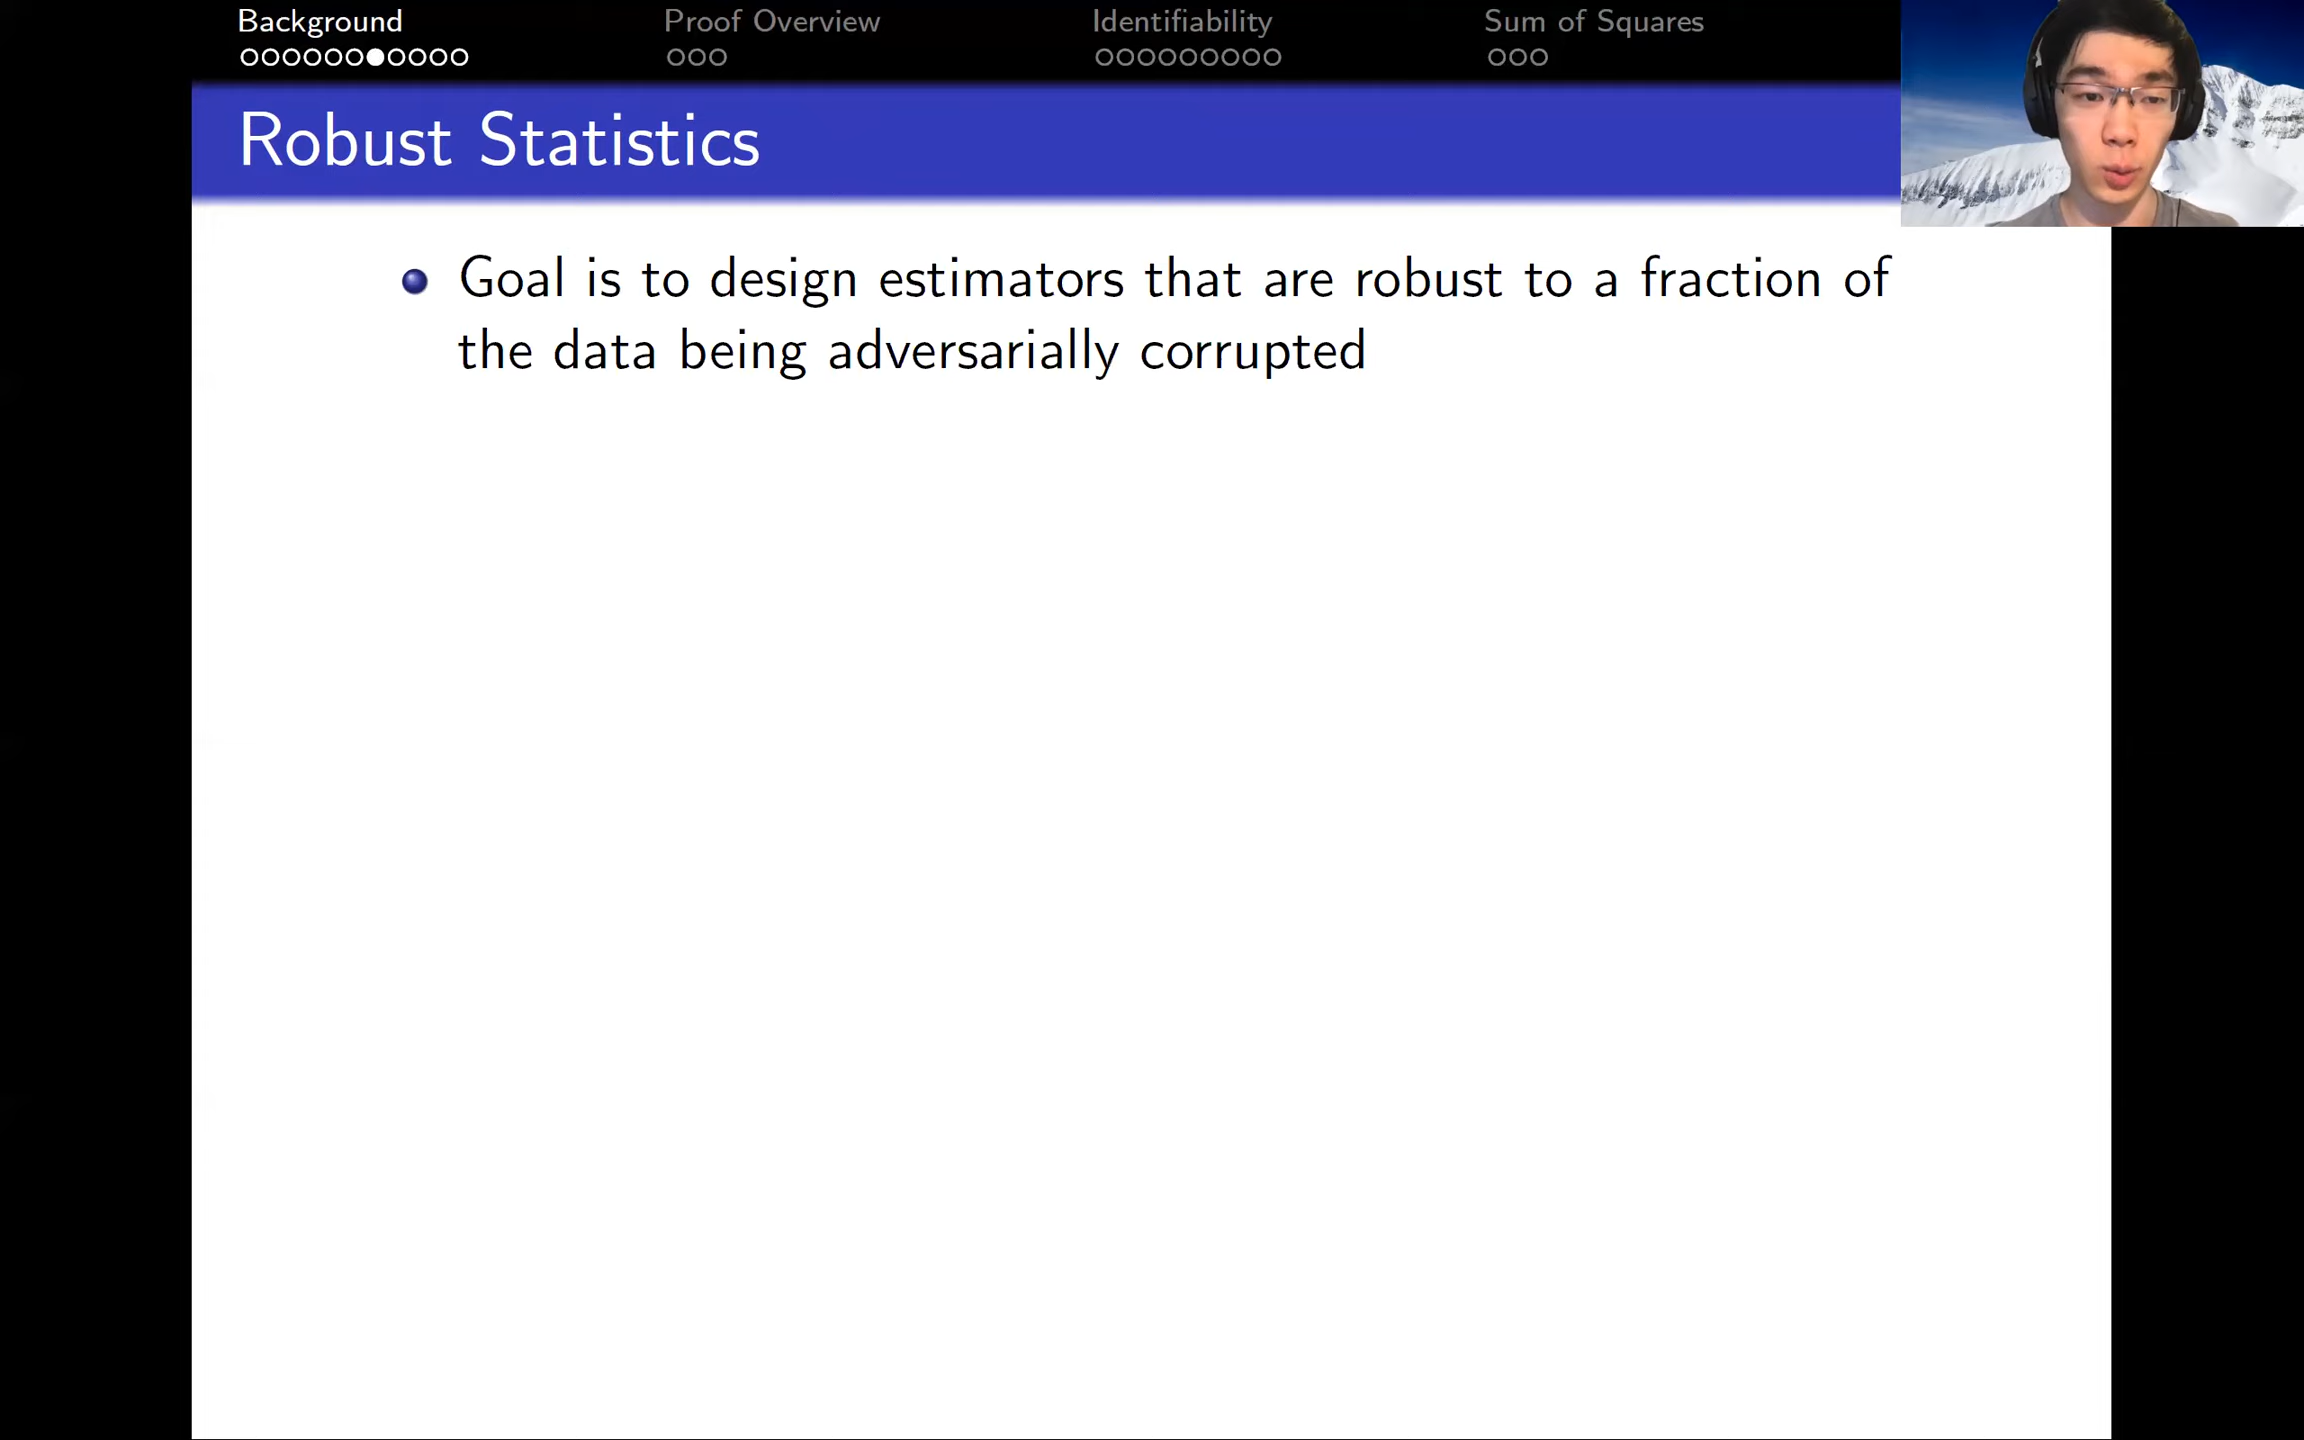 Background
Proof Overview
Identifiability
Sum of Squares
Robust Statistics
Goal is to design estimators that are robust to a fraction of
the data being adversarially corrupted